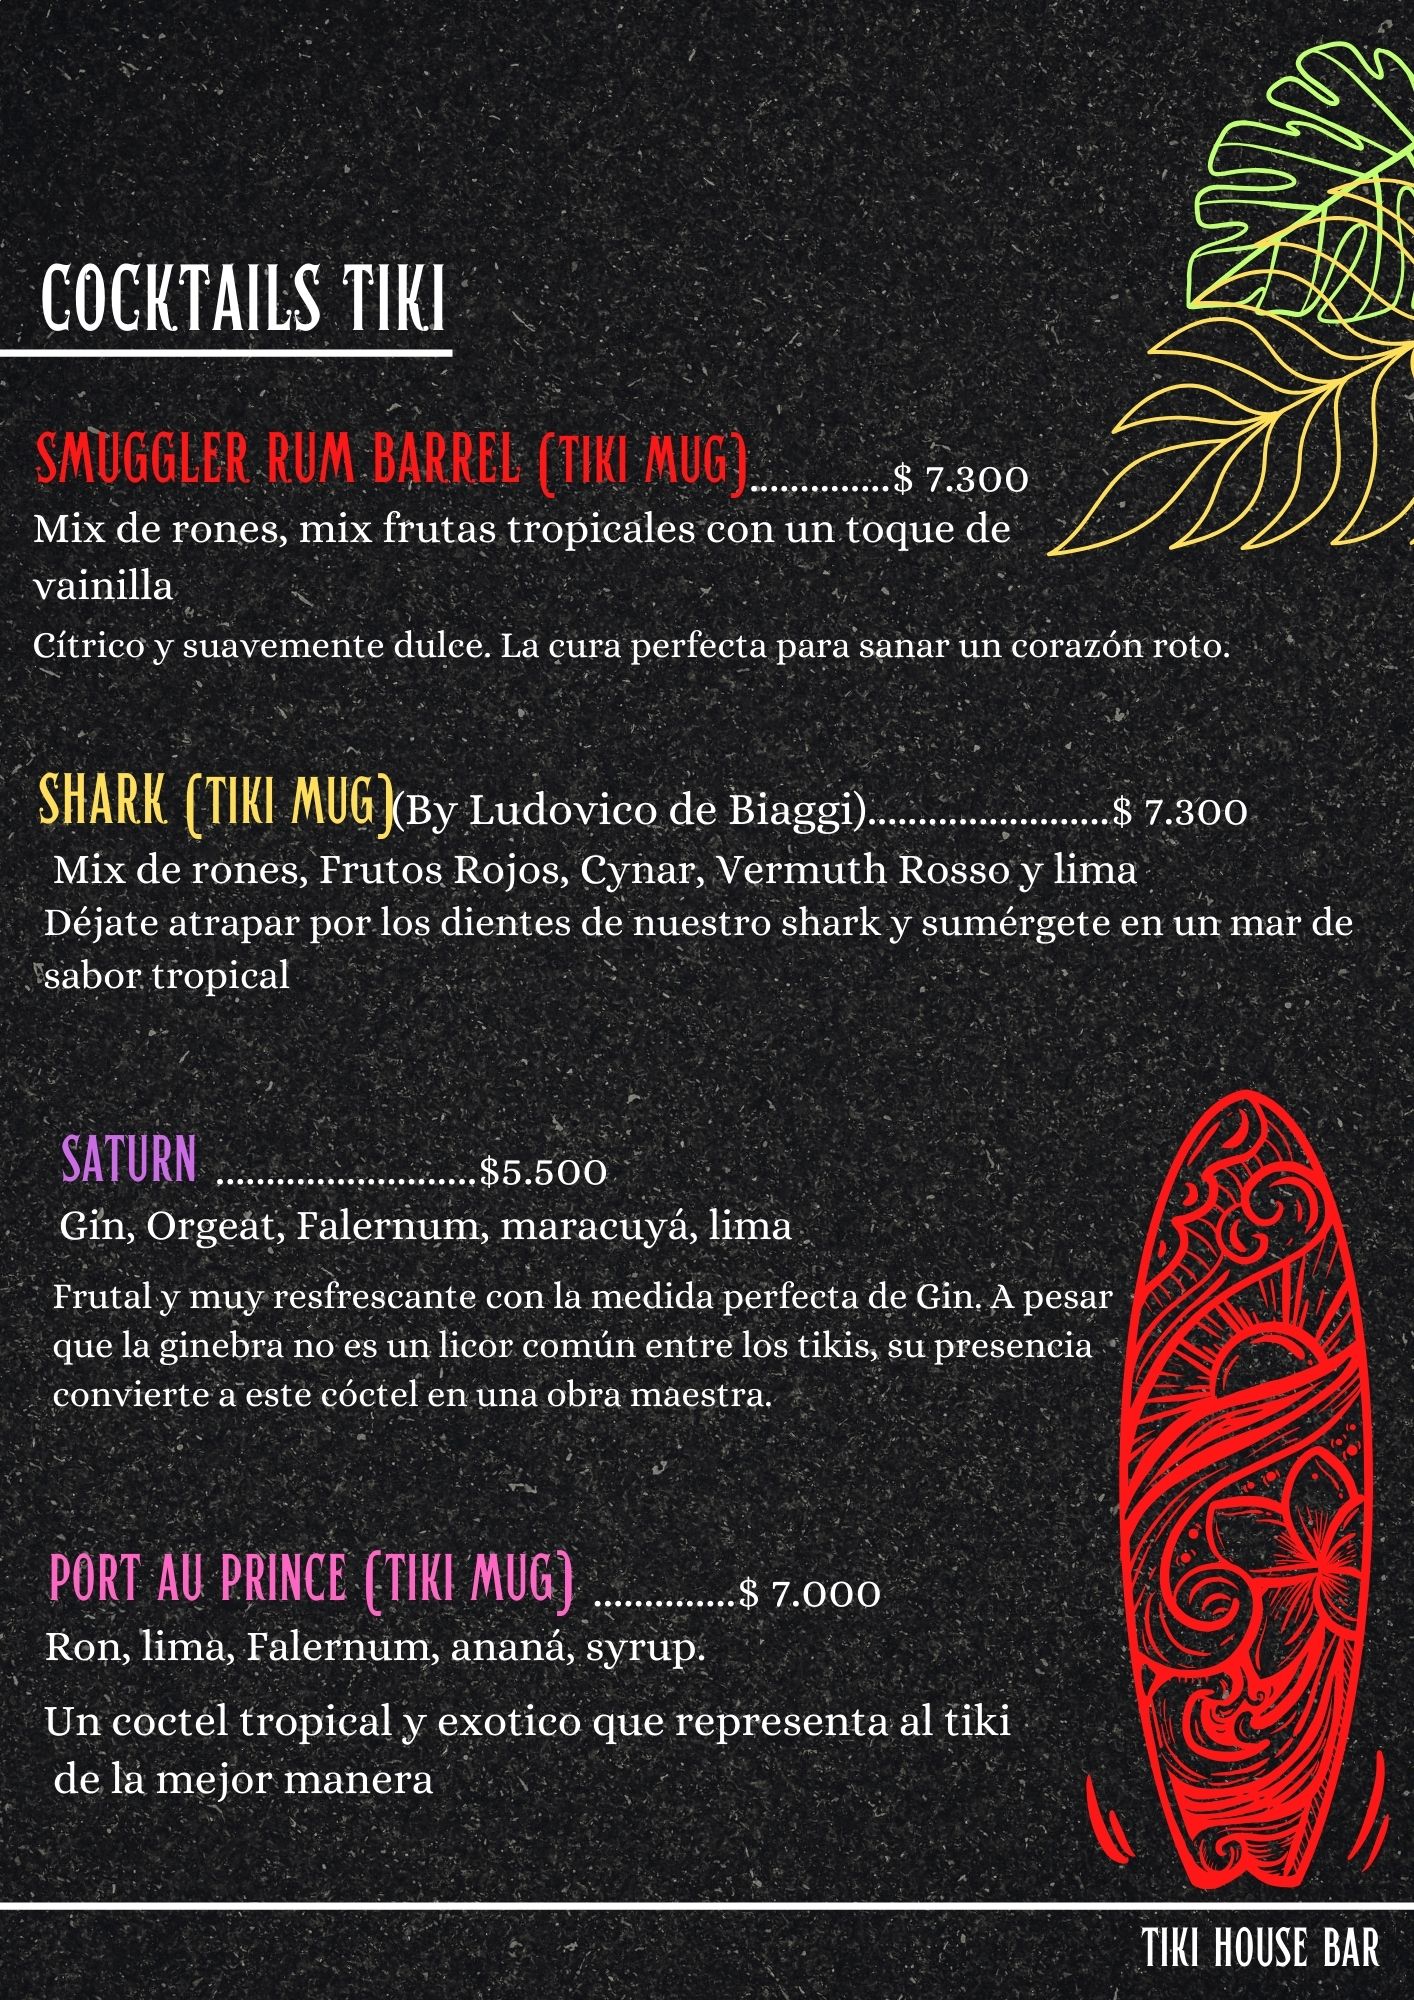 COCKTAILS TIKI
SMUGGLER RUM BARREL (TIKI MUG)..............$ 7.300
Mix de rones, mix frutas tropicales con un toque de
vainilla
Cítrico y suavemente dulce. La cura perfecta para sanar un corazón roto.
SHARK (TIKI MUG)(By Ludovico de Biaggi)........................$ 7.300
Mix de rones, Frutos Rojos, Cynar, Vermuth Rosso y lima
Déjate atrapar por los dientes de nuestro shark y sumérgete en un mar de
sabor tropical
SATURN ..........................$5.500
Gin, Orgeat, Falernum, maracuyá, lima
Frutal y muy resfrescante con la medida perfecta de Gin. A pesar
que la ginebra no es un licor común entre los tikis, su presencia
convierte a este cóctel en una obra maestra.
PORT AU PRINCE (TIKI MUG) ..............$ 7.000
Ron, lima, Falernum, ananá, syrup.
Un coctel tropical y exotico que representa al tiki
de la mejor manera
TIKI HOUSE BAR